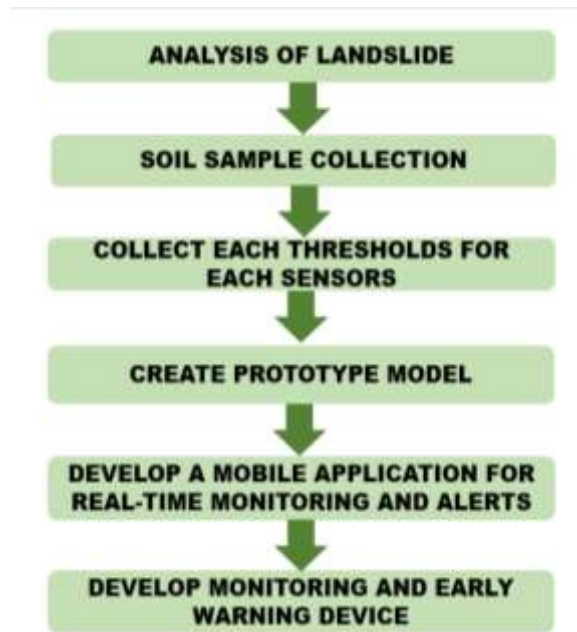 ANALYSIS OF LANDSLIDE
SOIL SAMPLE COLLECTION
COLLECT EACH THRESHOLDS FOR
EACH SENSORS
CREATE PROTOTYPE MODEL
DEVELOP A MOBILE APPLICATION FOR
REAL-TIME MONITORING AND ALERTS
DEVELOP MONITORING AND EARLY
WARNING DEVICE